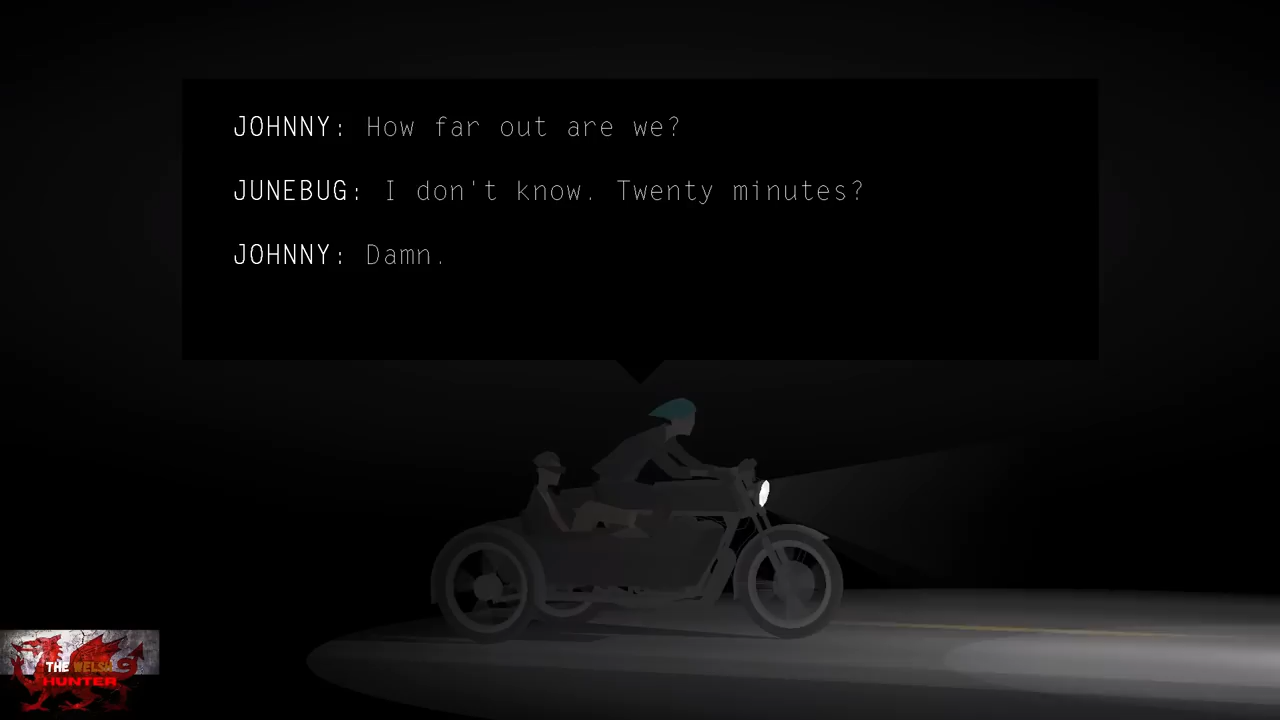 JOHNNY: How far out are we?
JUNEBUG: I don't know. Twenty minutes?
JOHNNY: Damn.
THE WELSH
HUNTER